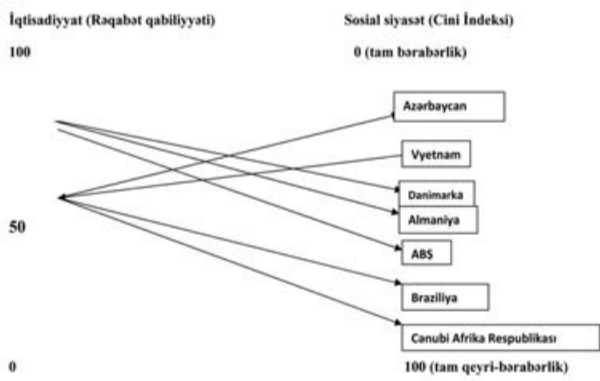 İqtisadiyyat (Rəqabət qabiliyyəti) Sosial siyasət (Cini İndeksi)
100 0 (tam bərabərlik)
Azərbaycan
Vyetnam
Danimarka
Almaniya
50
ABŞ
Braziliya
Cənubi Afrika Respublikası
0 100 (tam qeyri-bərabərlik)